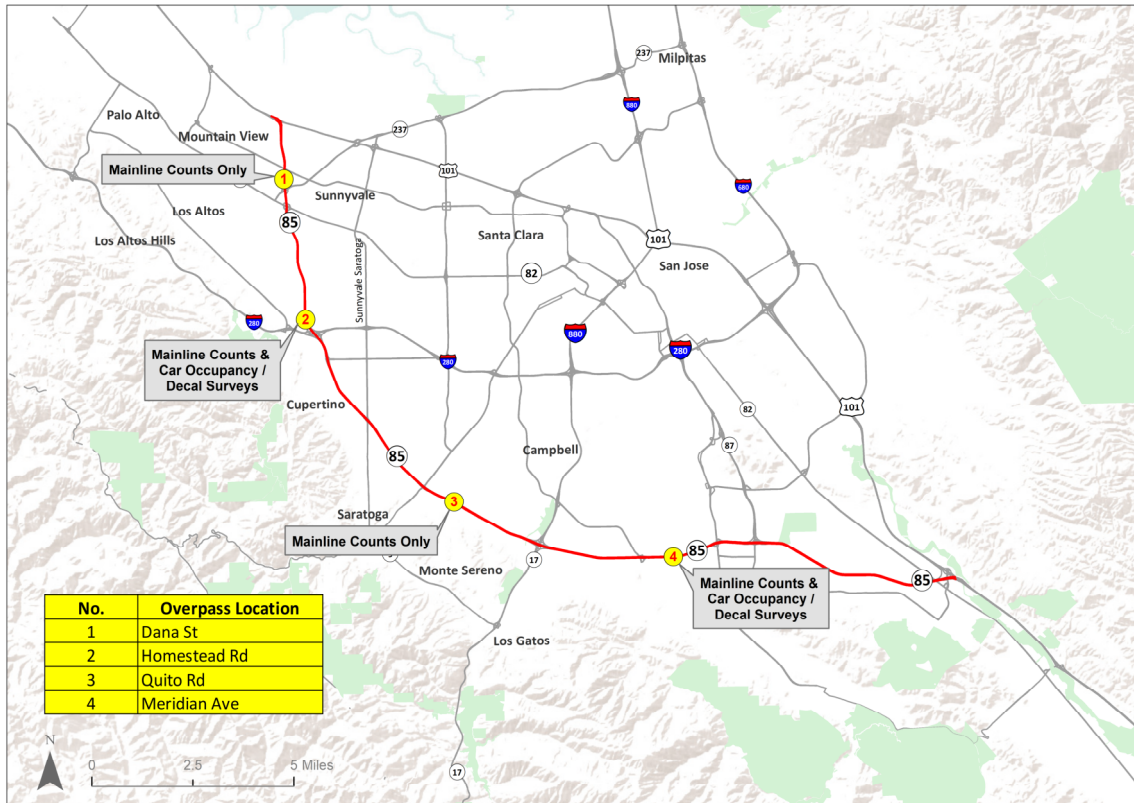 237
Milpitas
880
Palo Alto
Mountain View
237
101
Mainline Counts Only
1
Sunnyvale
680
Los Altos
85
Los Altos Hills
Santa Clara
101
Sunnyvale Saratoga
82
San Jose
280
2
880
280
280
Mainline Counts &
Car Occupancy /
Decal Surveys
Cupertino
82
101
87
Campbell
85
3
Saratoga
Mainline Counts Only
17
4
85
Monte Sereno
85
Mainline Counts &
Car Occupancy /
Decal Surveys
Los Gatos
No. Overpass Location
1 Dana St
2 Homestead Rd
3 Quito Rd
4 Meridian Ave
N
0 2.5 5 Miles
17